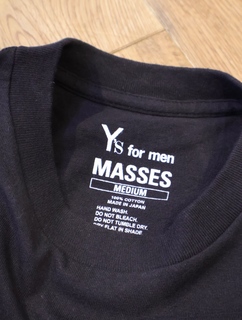 Y's for men
MASSES
MEDIUM
100% COTTON
MADE IN JAPAN
HAND WASH.
DO NOT BLEACH.
DO NOT TUMBLE DRY.
DRY FLAT IN SHADE